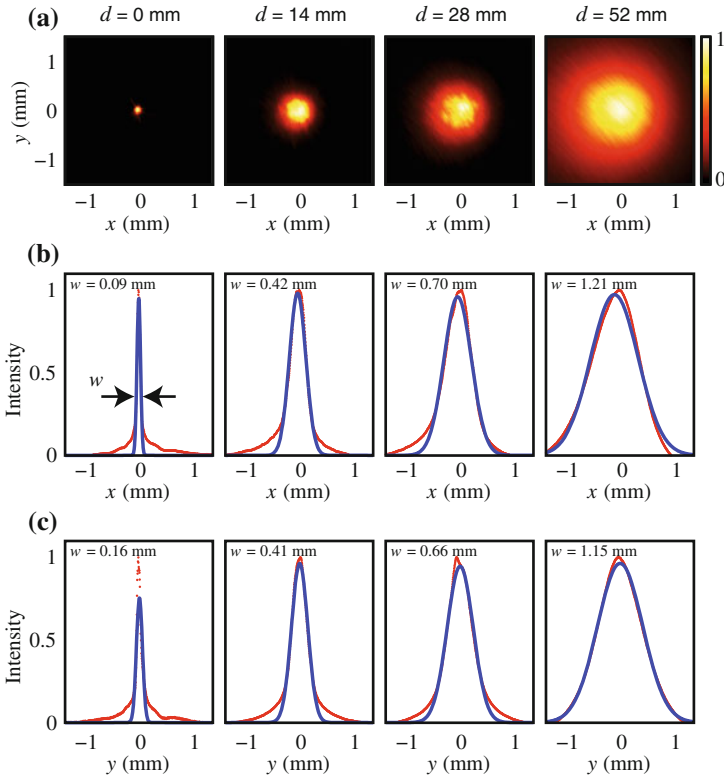 (a)
d = 0 mm d = 14 mm d = 28 mm d = 52 mm
1
0
y (mm)
1
0
−1
−1 0 1 −1 0 1 −1 0 1 −1 0 1
x (mm) x (mm) x (mm) x (mm)
(b)
w = 0.09 mm w = 0.42 mm w = 0.70 mm w = 1.21 mm
Intensity
1
0.5
0
w
−1 0 1 −1 0 1 −1 0 1 −1 0 1
x (mm) x (mm) x (mm) x (mm)
(c)
w = 0.16 mm w = 0.41 mm w = 0.66 mm w = 1.15 mm
Intensity
1
0.5
0
−1 0 1 −1 0 1 −1 0 1 −1 0 1
y (mm) y (mm) y (mm) y (mm)